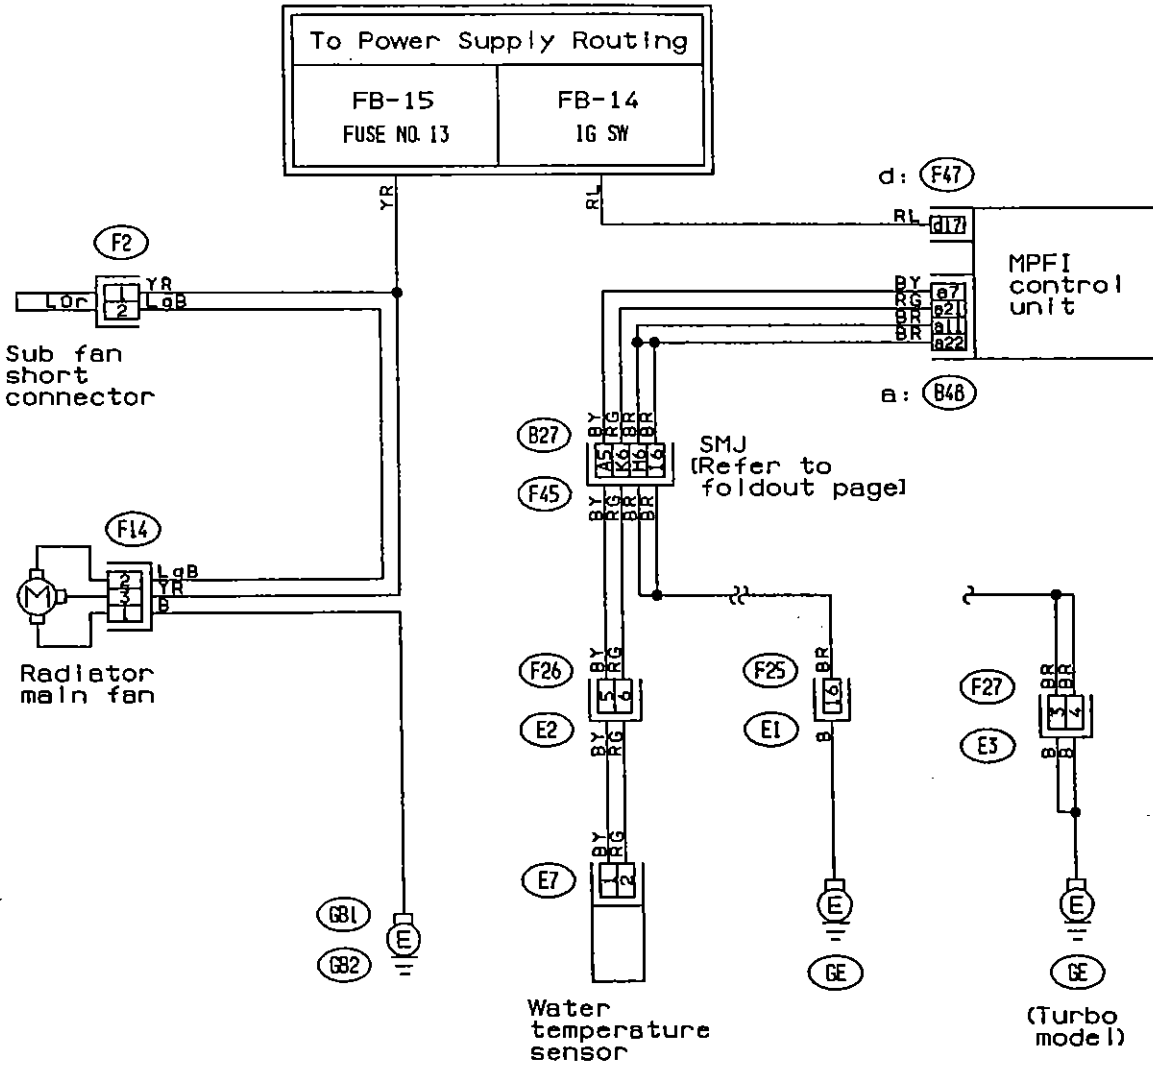 To Power Supply Routing
FB-15
FUSE NO. 13
FB-14
IG SW
YR
RL
d: F47
RL
d17
MPFI
control
unit
BY
a7
RG
a21
BR
a11
BR
a22
a: B48
F2
LOr
1
2
YR
LgB
Sub fan
short
connector
BY
RG
BR
BR
B27
A5
K6
H6
I6
SMJ
[Refer to
foldout page]
F45
BY
RG
BR
BR
F14
M
2
3
1
LgB
YR
B
Radiator
main fan
BY
RG
F26
5
6
E2
BY
RG
BR
F25
16
E1
B
BR
BR
F27
3
4
E3
B
B
BY
RG
E7
1
2
GB1
E
GB2
E
GE
E
GE
Water
temperature
sensor
(Turbo
model)